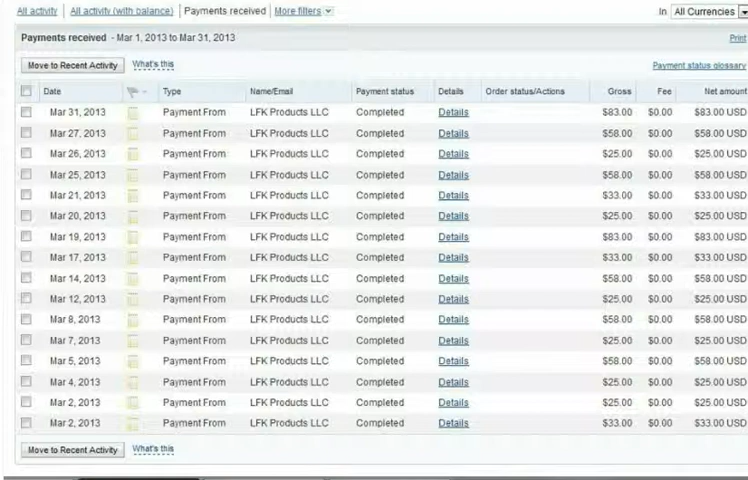 All activity | All activity (with balance) | Payments received | More filters In All Currencies
Payments received - Mar 1, 2013 to Mar 31, 2013 Print
Move to Recent Activity What's this Payment status glossary
Date Type Name/Email Payment status Details Order status/Actions Gross Fee Net amount
Mar 31, 2013 Payment From LFK Products LLC Completed Details $83.00 $0.00 $83.00 USD
Mar 27, 2013 Payment From LFK Products LLC Completed Details $58.00 $0.00 $58.00 USD
Mar 26, 2013 Payment From LFK Products LLC Completed Details $25.00 $0.00 $25.00 USD
Mar 25, 2013 Payment From LFK Products LLC Completed Details $58.00 $0.00 $58.00 USD
Mar 21, 2013 Payment From LFK Products LLC Completed Details $33.00 $0.00 $33.00 USD
Mar 20, 2013 Payment From LFK Products LLC Completed Details $25.00 $0.00 $25.00 USD
Mar 19, 2013 Payment From LFK Products LLC Completed Details $83.00 $0.00 $83.00 USD
Mar 17, 2013 Payment From LFK Products LLC Completed Details $33.00 $0.00 $33.00 USD
Mar 14, 2013 Payment From LFK Products LLC Completed Details $58.00 $0.00 $58.00 USD
Mar 12, 2013 Payment From LFK Products LLC Completed Details $25.00 $0.00 $25.00 USD
Mar 8, 2013 Payment From LFK Products LLC Completed Details $58.00 $0.00 $58.00 USD
Mar 7, 2013 Payment From LFK Products LLC Completed Details $25.00 $0.00 $25.00 USD
Mar 5, 2013 Payment From LFK Products LLC Completed Details $58.00 $0.00 $58.00 USD
Mar 4, 2013 Payment From LFK Products LLC Completed Details $25.00 $0.00 $25.00 USD
Mar 2, 2013 Payment From LFK Products LLC Completed Details $25.00 $0.00 $25.00 USD
Mar 2, 2013 Payment From LFK Products LLC Completed Details $33.00 $0.00 $33.00 USD
Move to Recent Activity What's this